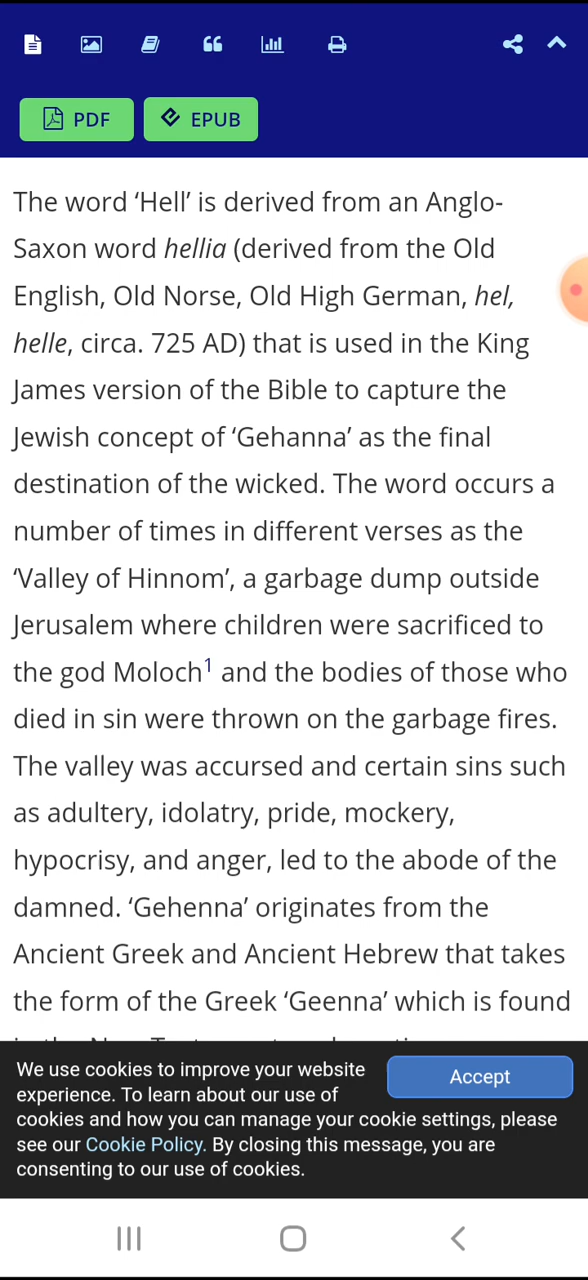 PDF
EPUB
The word ‘Hell’ is derived from an Anglo-
Saxon word hellia (derived from the Old
English, Old Norse, Old High German, hel,
helle, circa. 725 AD) that is used in the King
James version of the Bible to capture the
Jewish concept of ‘Gehanna’ as the final
destination of the wicked. The word occurs a
number of times in different verses as the
‘Valley of Hinnom’, a garbage dump outside
Jerusalem where children were sacrificed to
the god Moloch1 and the bodies of those who
died in sin were thrown on the garbage fires.
The valley was accursed and certain sins such
as adultery, idolatry, pride, mockery,
hypocrisy, and anger, led to the abode of the
damned. ‘Gehenna’ originates from the
Ancient Greek and Ancient Hebrew that takes
the form of the Greek ‘Geenna’ which is found
We use cookies to improve your website
experience. To learn about our use of
cookies and how you can manage your cookie settings, please
see our Cookie Policy. By closing this message, you are
consenting to our use of cookies.
Accept